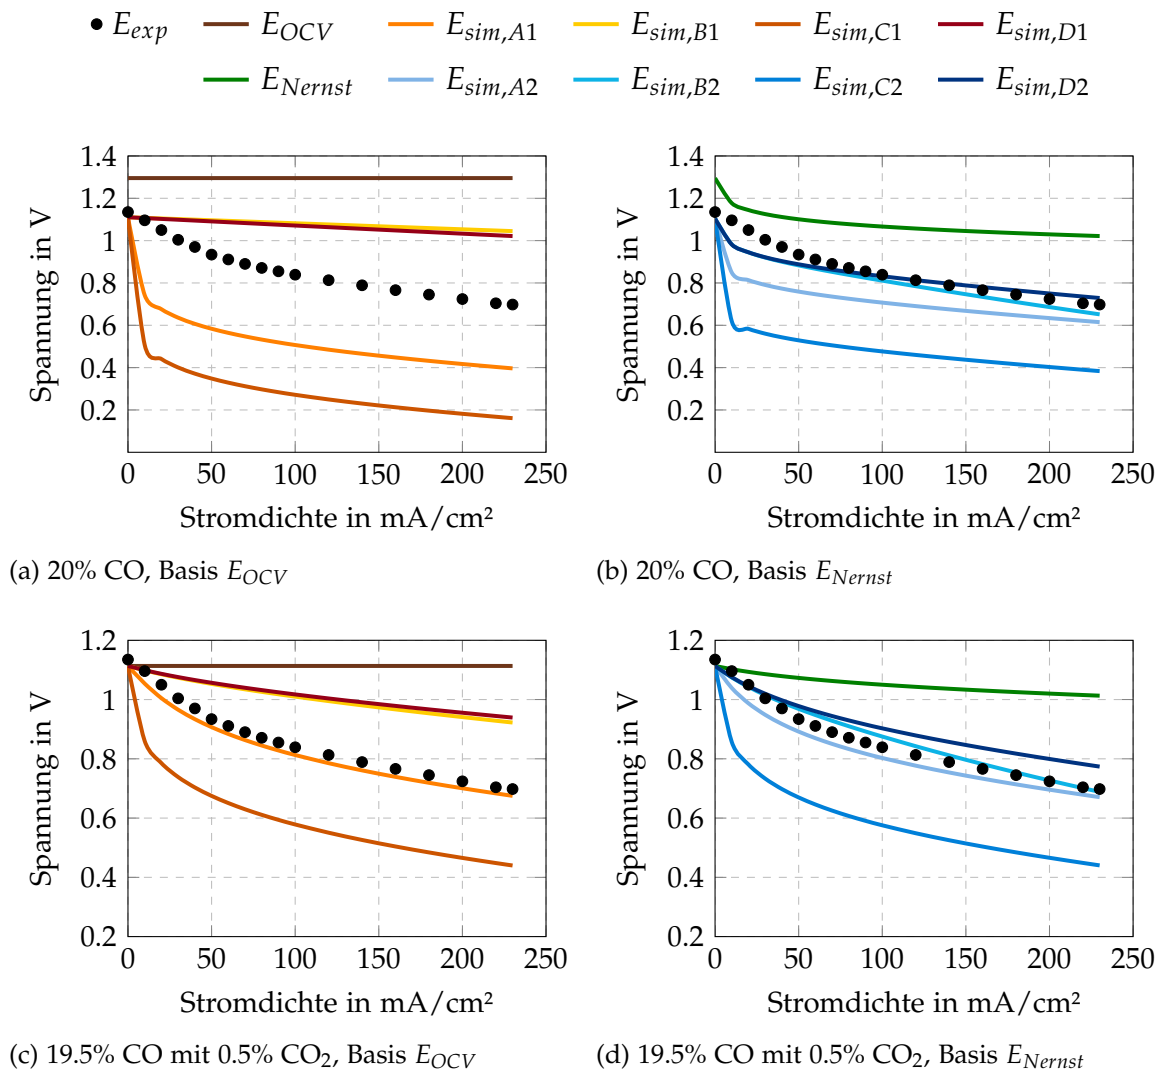 E_exp E_OCV E_sim,A1 E_sim,B1 E_sim,C1 E_sim,D1
E_Nernst E_sim,A2 E_sim,B2 E_sim,C2 E_sim,D2
Spannung in V
1.4
1.2
1
0.8
0.6
0.4
0.2
0 50 100 150 200 250
Stromdichte in mA/cm²
(a) 20% CO, Basis E_OCV
Spannung in V
1.4
1.2
1
0.8
0.6
0.4
0.2
0 50 100 150 200 250
Stromdichte in mA/cm²
(b) 20% CO, Basis E_Nernst
Spannung in V
1.2
1
0.8
0.6
0.4
0.2
0 50 100 150 200 250
Stromdichte in mA/cm²
(c) 19.5% CO mit 0.5% CO₂, Basis E_OCV
Spannung in V
1.2
1
0.8
0.6
0.4
0.2
0 50 100 150 200 250
Stromdichte in mA/cm²
(d) 19.5% CO mit 0.5% CO₂, Basis E_Nernst